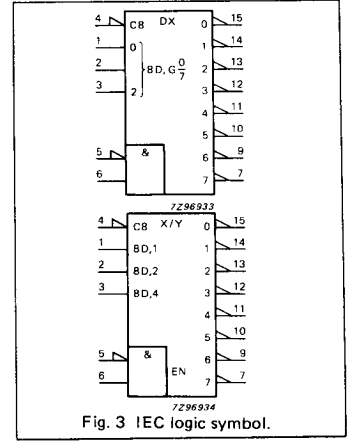 4 C8 DX 0 15
1 0 1 14
2 8D, G 0/7 2 13
3 2 3 12
4 11
5 10
5 & 6 9
6 7 7
7Z96933
4 C8 X/Y 0 15
1 8D,1 1 14
2 8D,2 2 13
3 8D,4 3 12
4 11
5 10
5 & 6 9
6 EN 7 7
7Z96934
Fig. 3 IEC logic symbol.